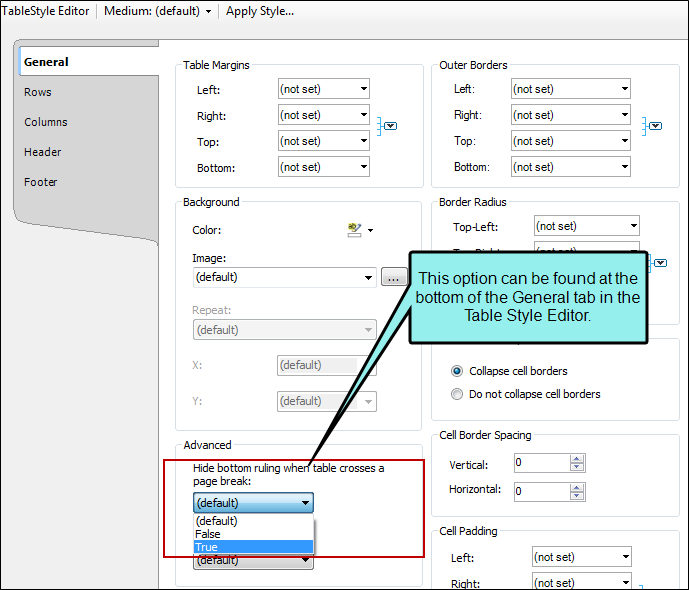 TableStyle Editor Medium: (default) Apply Style...
General
Rows
Columns
Header
Footer
Table Margins
Left: (not set)
Right: (not set)
Top: (not set)
Bottom: (not set)
Background
Color:
Image:
(default) ...
Repeat:
(default)
X: (default)
Y: (default)
Advanced
Hide bottom ruling when table crosses a
page break:
(default)
(default)
False
True
(default)
Outer Borders
Left: (not set)
Right: (not set)
Top: (not set)
Bottom: (not set)
Border Radius
Top-Left: (not set)
This option can be found at the
bottom of the General tab in the
Table Style Editor.
Collapse cell borders
Do not collapse cell borders
Cell Border Spacing
Vertical: 0
Horizontal: 0
Cell Padding
Left: (not set)
Right: (not set)